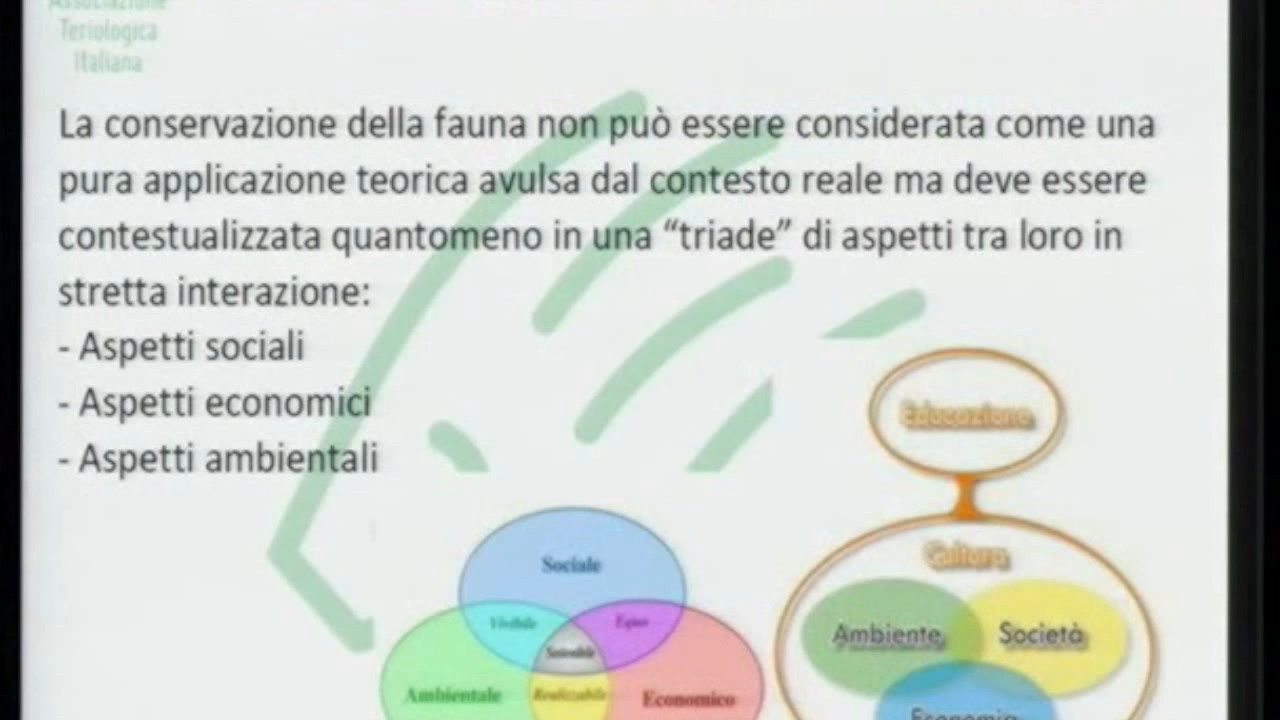 Associazione
Teriologica
Italiana
La conservazione della fauna non può essere considerata come una
pura applicazione teorica avulsa dal contesto reale ma deve essere
contestualizzata quantomeno in una “triade” di aspetti tra loro in
stretta interazione:
- Aspetti sociali
- Aspetti economici
- Aspetti ambientali
Educazione
Cultura
Sociale
Vivibile
Equo
Ambiente
Società
Sostenibile
Ambientale
Realizzabile
Economico
Economia